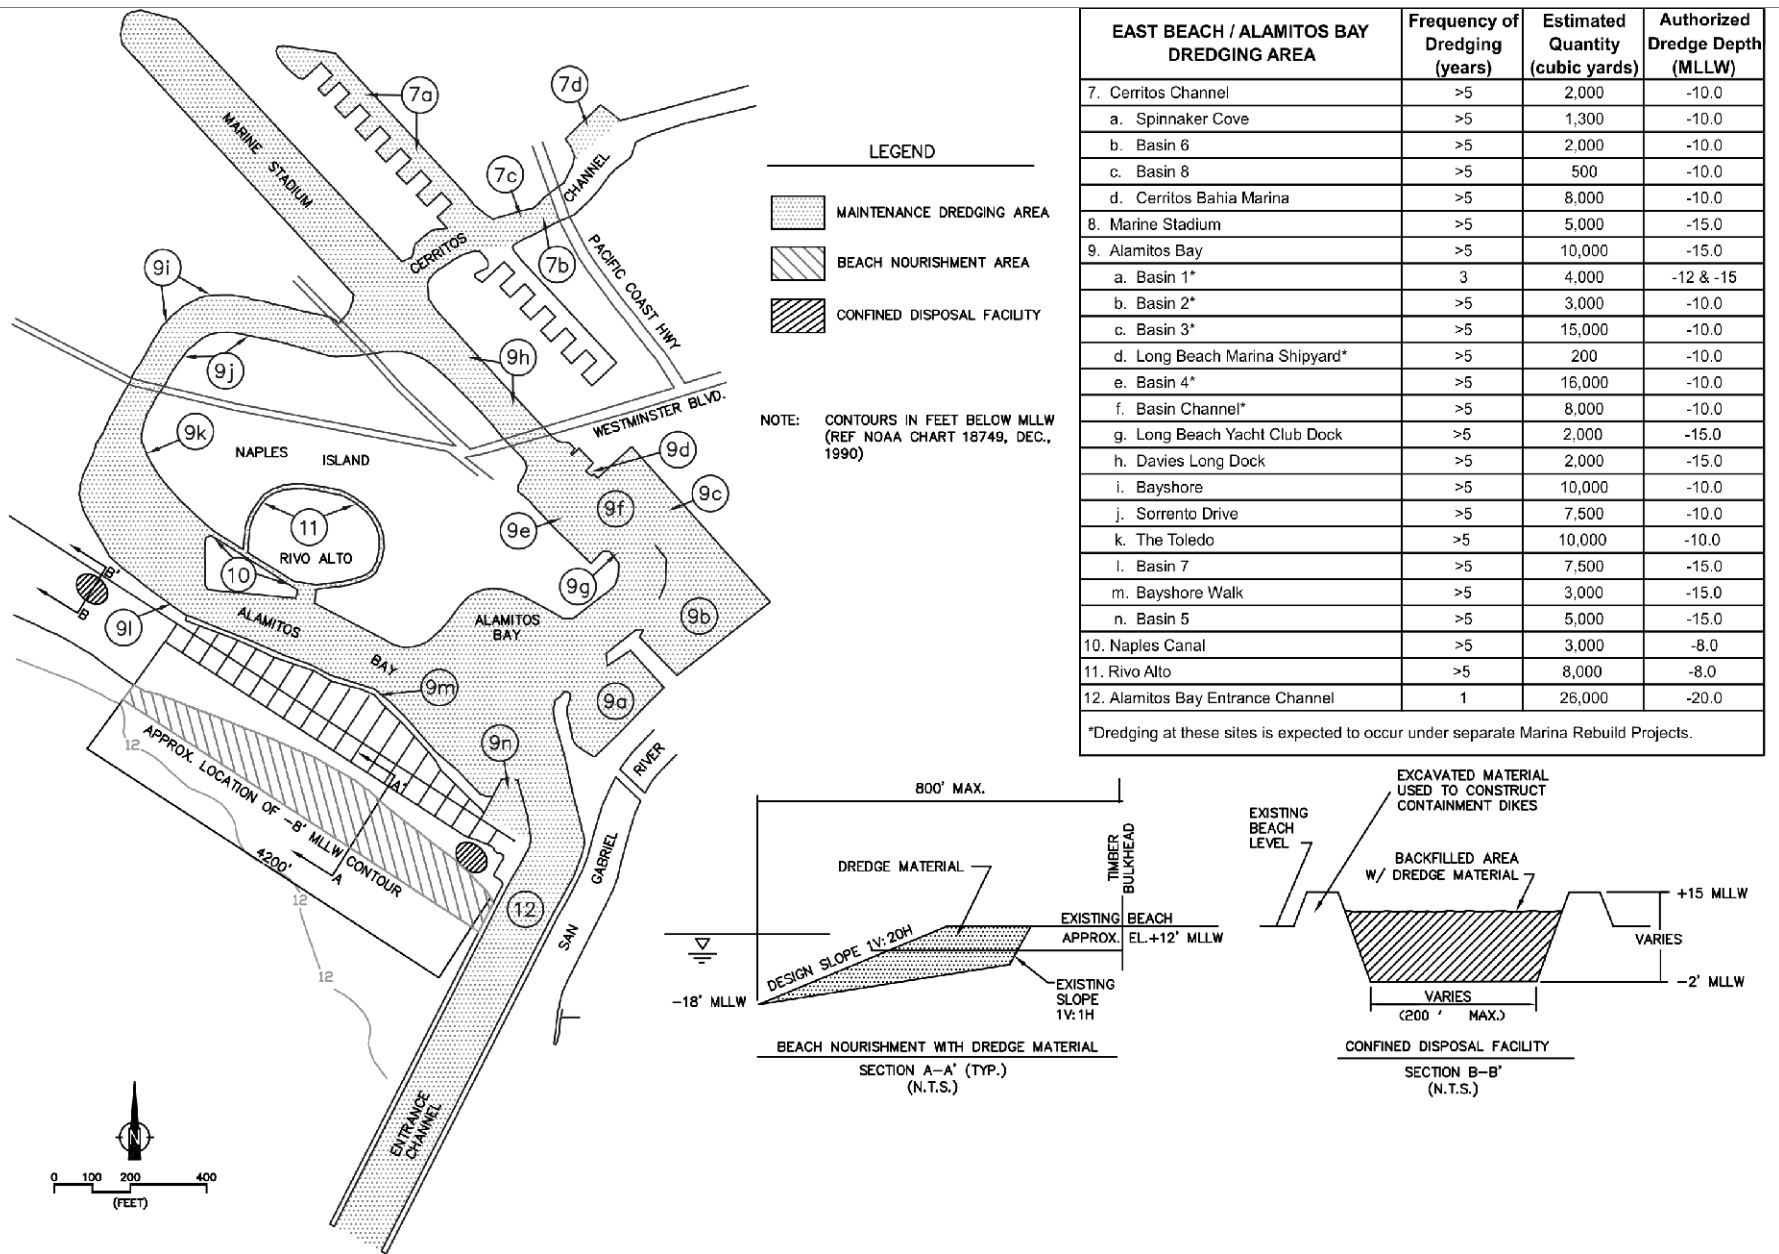 MARINE STADIUM
7a
7d
7c
7b
CERRITOS
CHANNEL
PACIFIC COAST HWY
WESTMINSTER BLVD.
9i
9j
9h
9k
NAPLES ISLAND
9d
9c
9f
9e
11
RIVO ALTO
10
9g
9b
B'
B
9l
ALAMITOS
BAY
ALAMITOS
BAY
9m
9a
9n
RIVER
GABRIEL
SAN
12
APPROX. LOCATION OF -8' MLLW CONTOUR
A'
4200'
A
12
12
12
ENTRANCE
CHANNEL
N
0 100 200 400
(FEET)
LEGEND
MAINTENANCE DREDGING AREA
BEACH NOURISHMENT AREA
CONFINED DISPOSAL FACILITY
NOTE: CONTOURS IN FEET BELOW MLLW
(REF NOAA CHART 18749, DEC.,
1990)
EAST BEACH / ALAMITOS BAY DREDGING AREA Frequency of Dredging (years) Estimated Quantity (cubic yards) Authorized Dredge Depth (MLLW)
7. Cerritos Channel >5 2,000 -10.0
a. Spinnaker Cove >5 1,300 -10.0
b. Basin 6 >5 2,000 -10.0
c. Basin 8 >5 500 -10.0
d. Cerritos Bahia Marina >5 8,000 -10.0
8. Marine Stadium >5 5,000 -15.0
9. Alamitos Bay >5 10,000 -15.0
a. Basin 1* 3 4,000 -12 & -15
b. Basin 2* >5 3,000 -10.0
c. Basin 3* >5 15,000 -10.0
d. Long Beach Marina Shipyard* >5 200 -10.0
e. Basin 4* >5 16,000 -10.0
f. Basin Channel* >5 8,000 -10.0
g. Long Beach Yacht Club Dock >5 2,000 -15.0
h. Davies Long Dock >5 2,000 -15.0
i. Bayshore >5 10,000 -10.0
j. Sorrento Drive >5 7,500 -10.0
k. The Toledo >5 10,000 -10.0
l. Basin 7 >5 7,500 -15.0
m. Bayshore Walk >5 3,000 -15.0
n. Basin 5 >5 5,000 -15.0
10. Naples Canal >5 3,000 -8.0
11. Rivo Alto >5 8,000 -8.0
12. Alamitos Bay Entrance Channel 1 26,000 -20.0
*Dredging at these sites is expected to occur under separate Marina Rebuild Projects.
800' MAX.
TIMBER
BULKHEAD
DREDGE MATERIAL
DESIGN SLOPE 1V:20H
EXISTING BEACH
APPROX. EL.+12' MLLW
-18' MLLW
EXISTING
SLOPE
1V:1H
BEACH NOURISHMENT WITH DREDGE MATERIAL
SECTION A-A' (TYP.)
(N.T.S.)
EXCAVATED MATERIAL
USED TO CONSTRUCT
CONTAINMENT DIKES
EXISTING
BEACH
LEVEL
BACKFILLED AREA
W/ DREDGE MATERIAL
+15 MLLW
VARIES
-2' MLLW
VARIES
(200 ' MAX.)
CONFINED DISPOSAL FACILITY
SECTION B-B'
(N.T.S.)